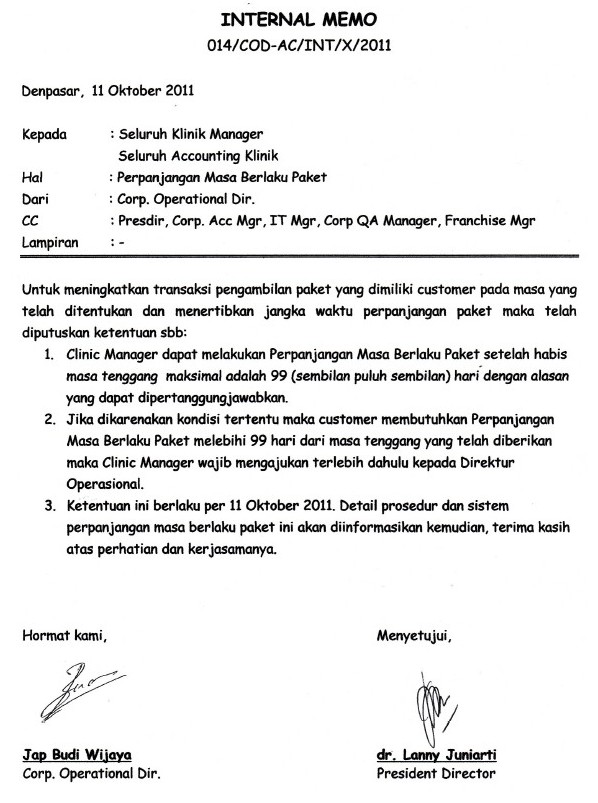 INTERNAL MEMO
014/COD-AC/INT/X/2011
Denpasar, 11 Oktober 2011
Kepada : Seluruh Klinik Manager
Seluruh Accounting Klinik
Hal : Perpanjangan Masa Berlaku Paket
Dari : Corp. Operational Dir.
CC : Presdir, Corp. Acc Mgr, IT Mgr, Corp QA Manager, Franchise Mgr
Lampiran : -
Untuk meningkatkan transaksi pengambilan paket yang dimiliki customer pada masa yang
telah ditentukan dan menertibkan jangka waktu perpanjangan paket maka telah
diputuskan ketentuan sbb:
1. Clinic Manager dapat melakukan Perpanjangan Masa Berlaku Paket setelah habis
masa tenggang maksimal adalah 99 (sembilan puluh sembilan) hari dengan alasan
yang dapat dipertanggungjawabkan.
2. Jika dikarenakan kondisi tertentu maka customer membutuhkan Perpanjangan
Masa Berlaku Paket melebihi 99 hari dari masa tenggang yang telah diberikan
maka Clinic Manager wajib mengajukan terlebih dahulu kepada Direktur
Operasional.
3. Ketentuan ini berlaku per 11 Oktober 2011. Detail prosedur dan sistem
perpanjangan masa berlaku paket ini akan diinformasikan kemudian, terima kasih
atas perhatian dan kerjasamanya.
Hormat kami, Menyetujui,
Jap Budi Wijaya dr. Lanny Juniarti
Corp. Operational Dir. President Director